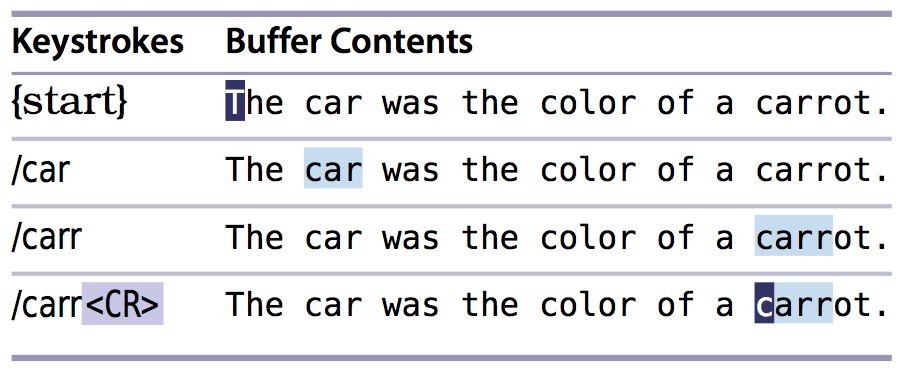 Keystrokes Buffer Contents
{start} The car was the color of a carrot.
/car The car was the color of a carrot.
/carr The car was the color of a carrot.
/carr<CR> The car was the color of a carrot.